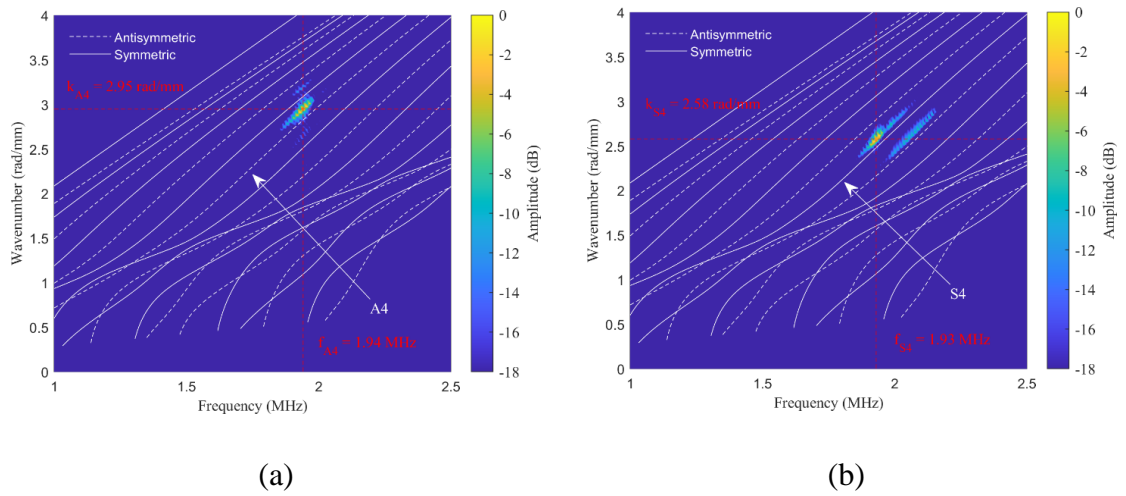 (a)
4
3.5
3
2.5
2
1.5
1
0.5
0
1
1.5
2
2.5
Wavenumber (rad/mm)
Frequency (MHz)
Antisymmetric
Symmetric
k_A4 = 2.95 rad/mm
A4
f_A4 = 1.94 MHz
0
-2
-4
-6
-8
-10
-12
-14
-16
-18
Amplitude (dB)
(b)
4
3.5
3
2.5
2
1.5
1
0.5
0
1
1.5
2
2.5
Wavenumber (rad/mm)
Frequency (MHz)
Antisymmetric
Symmetric
k_S4 = 2.58 rad/mm
S4
f_S4 = 1.93 MHz
0
-2
-4
-6
-8
-10
-12
-14
-16
-18
Amplitude (dB)